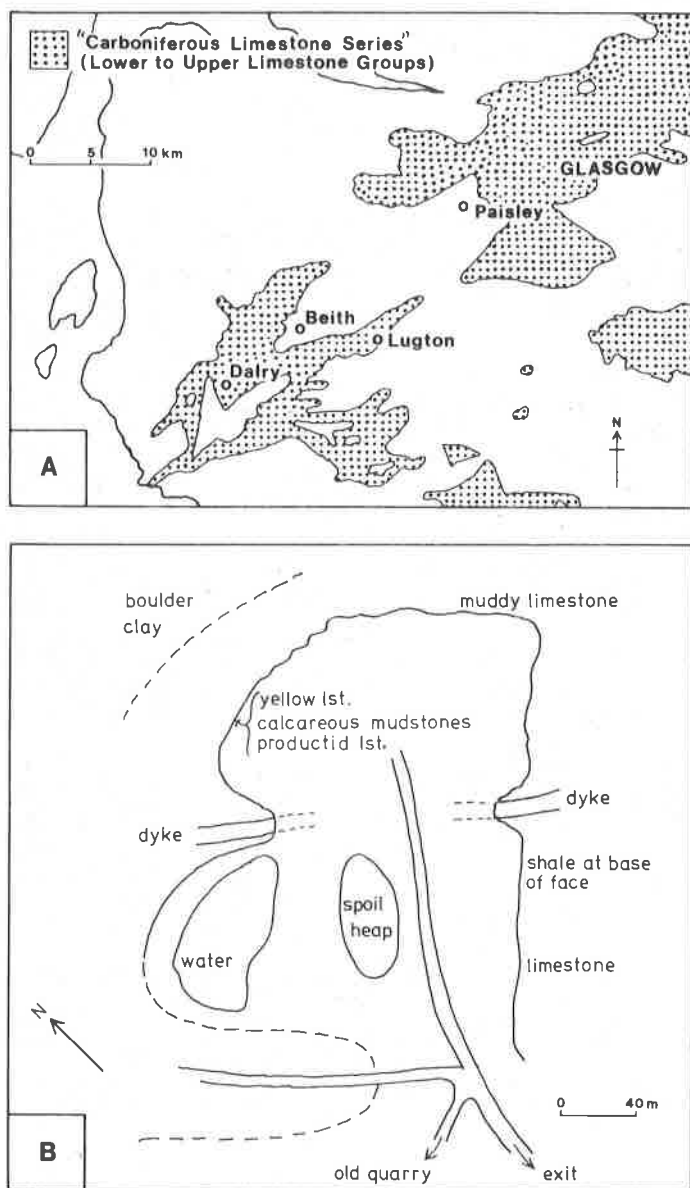 "Carboniferous Limestone Series"
(Lower to Upper Limestone Groups)
0 5 10 km
GLASGOW
Paisley
Beith
Lugton
Dalry
N
A
boulder
clay
muddy limestone
yellow lst.
calcareous mudstones
productid lst.
dyke
dyke
shale at base
of face
spoil
heap
water
limestone
N
0 40m
B
old quarry
exit